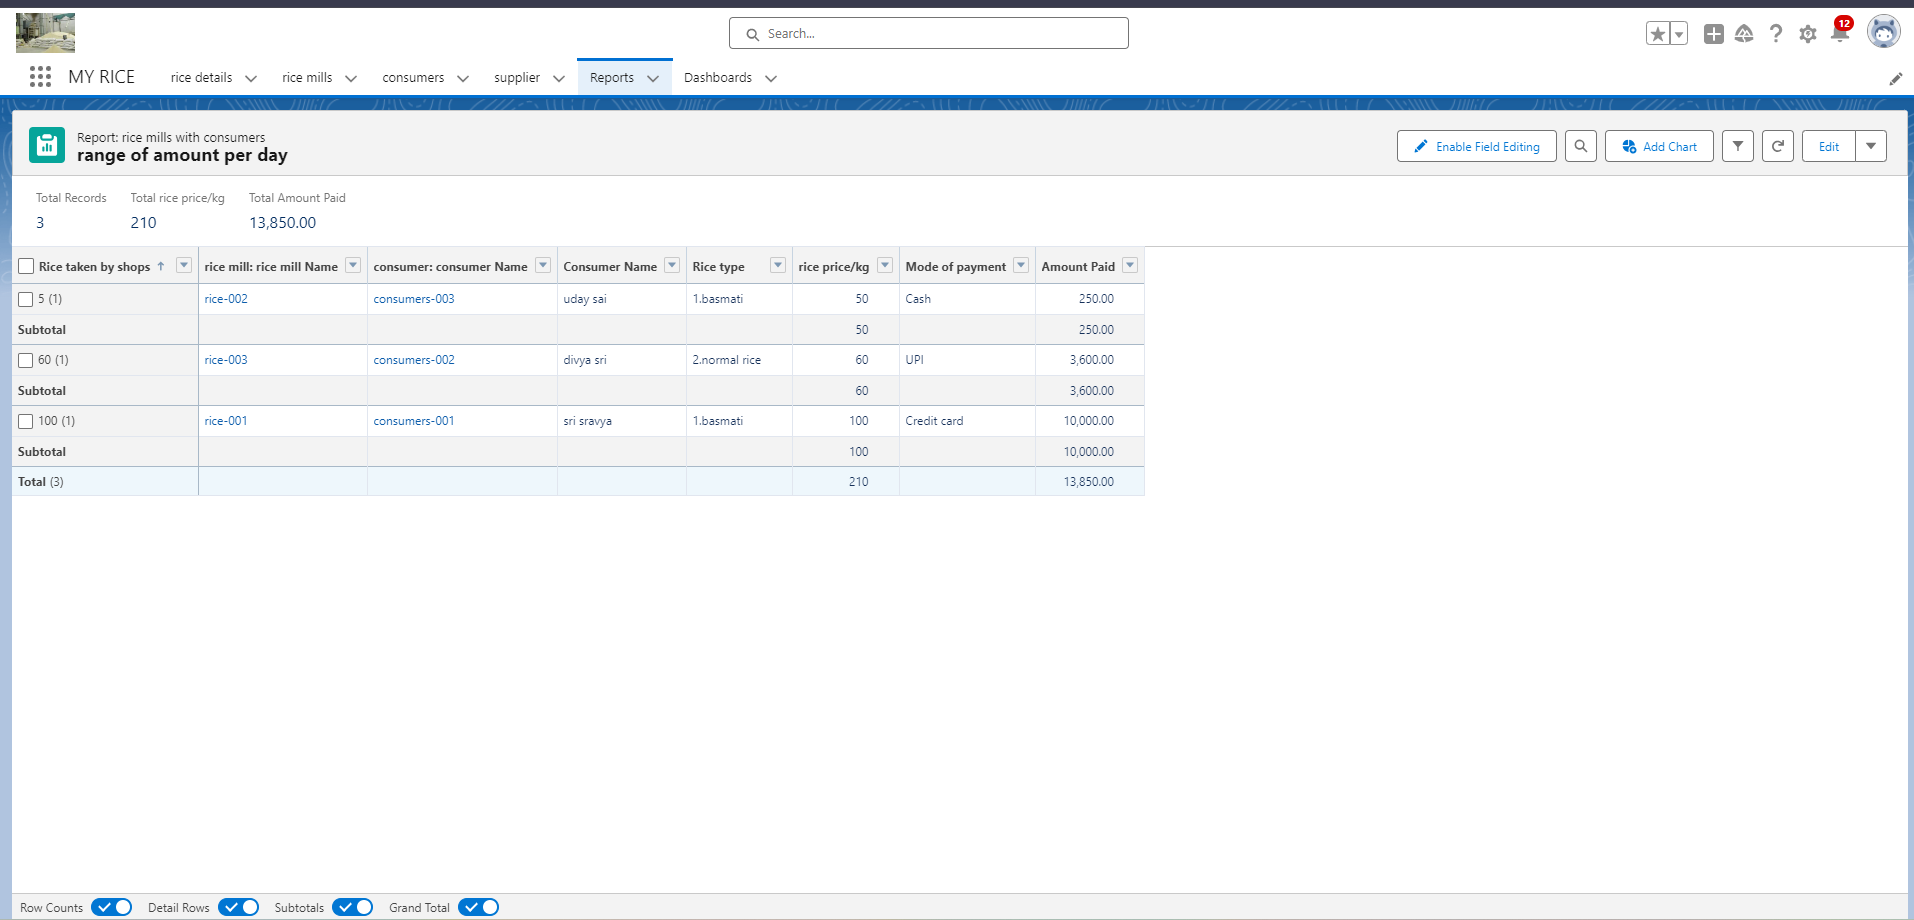 Search...
12
MY RICE rice details rice mills consumers supplier Reports Dashboards
Report: rice mills with consumers
range of amount per day
Enable Field Editing Add Chart Edit
Total Records Total rice price/kg Total Amount Paid
3 210 13,850.00
Rice taken by shops ↑ rice mill: rice mill Name consumer: consumer Name Consumer Name Rice type rice price/kg Mode of payment Amount Paid
5 (1) rice-002 consumers-003 uday sai 1.basmati 50 Cash 250.00
Subtotal 50 250.00
60 (1) rice-003 consumers-002 divya sri 2.normal rice 60 UPI 3,600.00
Subtotal 60 3,600.00
100 (1) rice-001 consumers-001 sri sravya 1.basmati 100 Credit card 10,000.00
Subtotal 100 10,000.00
Total (3) 210 13,850.00
Row Counts Detail Rows Subtotals Grand Total